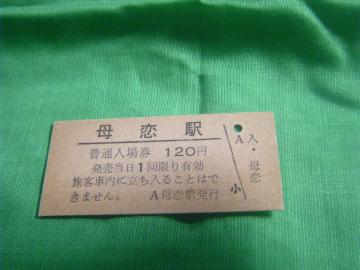 母恋駅
普通入場券 120円
発売当日1回限り有効
旅客車内に立ち入ることはで
きません。 A母恋駅発行
A
小
入・母恋